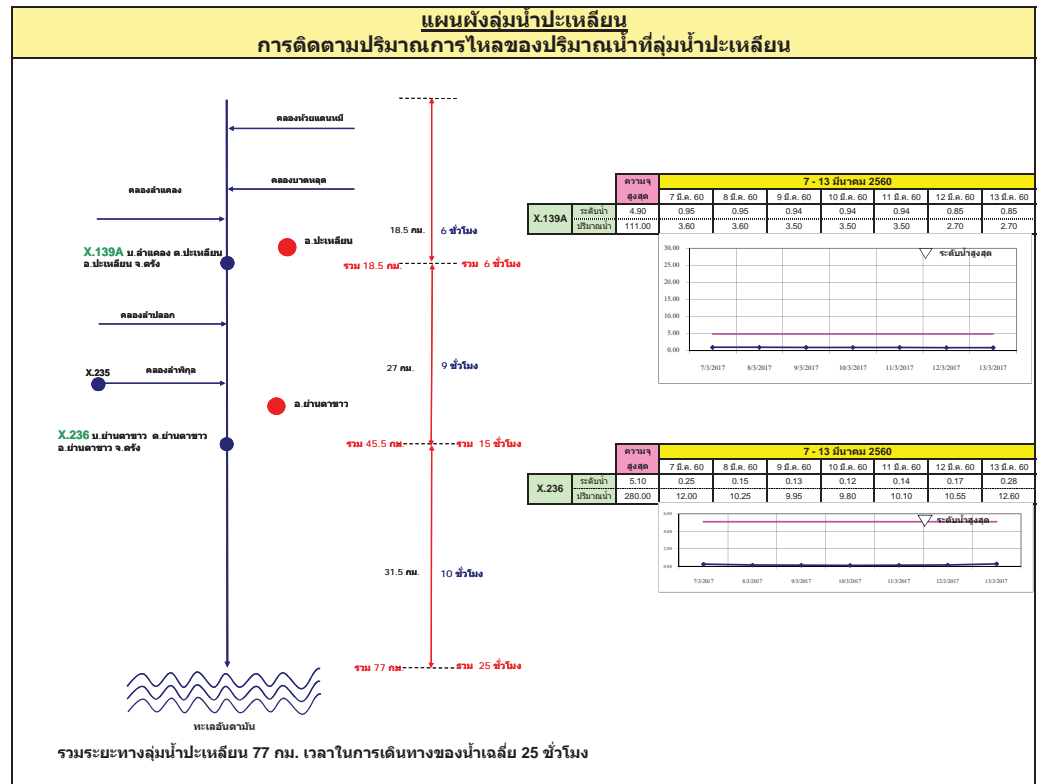 แผนผังลุ่มน้ำปะเหลียน
การติดตามปริมาณการไหลของปริมาณน้ำที่ลุ่มน้ำปะเหลียน
คลองห้วยแดนหมี
คลองบาดหลุด
คลองลำแคลง
18.5 กม. 6 ชั่วโมง
อ.ปะเหลียน
X.139A บ.ลำแคลง ต.ปะเหลียน
อ.ปะเหลียน จ.ตรัง
รวม 18.5 กม. รวม 6 ชั่วโมง
คลองลำปลอก
27 กม. 9 ชั่วโมง
X.235 คลองลำพิกุล
อ.ย่านตาขาว
X.236 บ.ย่านตาขาว ต.ย่านตาขาว
อ.ย่านตาขาว จ.ตรัง
รวม 45.5 กม. รวม 15 ชั่วโมง
31.5 กม. 10 ชั่วโมง
รวม 77 กม. รวม 25 ชั่วโมง
ทะเลอันดามัน
รวมระยะทางลุ่มน้ำปะเหลียน 77 กม. เวลาในการเดินทางของน้ำเฉลี่ย 25 ชั่วโมง
ความจุ 7 - 13 มีนาคม 2560
สูงสุด 7 มี.ค. 60 8 มี.ค. 60 9 มี.ค. 60 10 มี.ค. 60 11 มี.ค. 60 12 มี.ค. 60 13 มี.ค. 60
X.139A
ระดับน้ำ 4.90 0.95 0.95 0.94 0.94 0.94 0.85 0.85
ปริมาณน้ำ 111.00 3.60 3.60 3.50 3.50 3.50 2.70 2.70
30.00
ระดับน้ำสูงสุด
25.00
20.00
15.00
10.00
5.00
0.00
7/3/2017 8/3/2017 9/3/2017 10/3/2017 11/3/2017 12/3/2017 13/3/2017
ความจุ 7 - 13 มีนาคม 2560
สูงสุด 7 มี.ค. 60 8 มี.ค. 60 9 มี.ค. 60 10 มี.ค. 60 11 มี.ค. 60 12 มี.ค. 60 13 มี.ค. 60
X.236
ระดับน้ำ 5.10 0.25 0.15 0.13 0.12 0.14 0.17 0.28
ปริมาณน้ำ 280.00 12.00 10.25 9.95 9.80 10.10 10.55 12.60
6.00
ระดับน้ำสูงสุด
4.00
2.00
0.00
7/3/2017 8/3/2017 9/3/2017 10/3/2017 11/3/2017 12/3/2017 13/3/2017